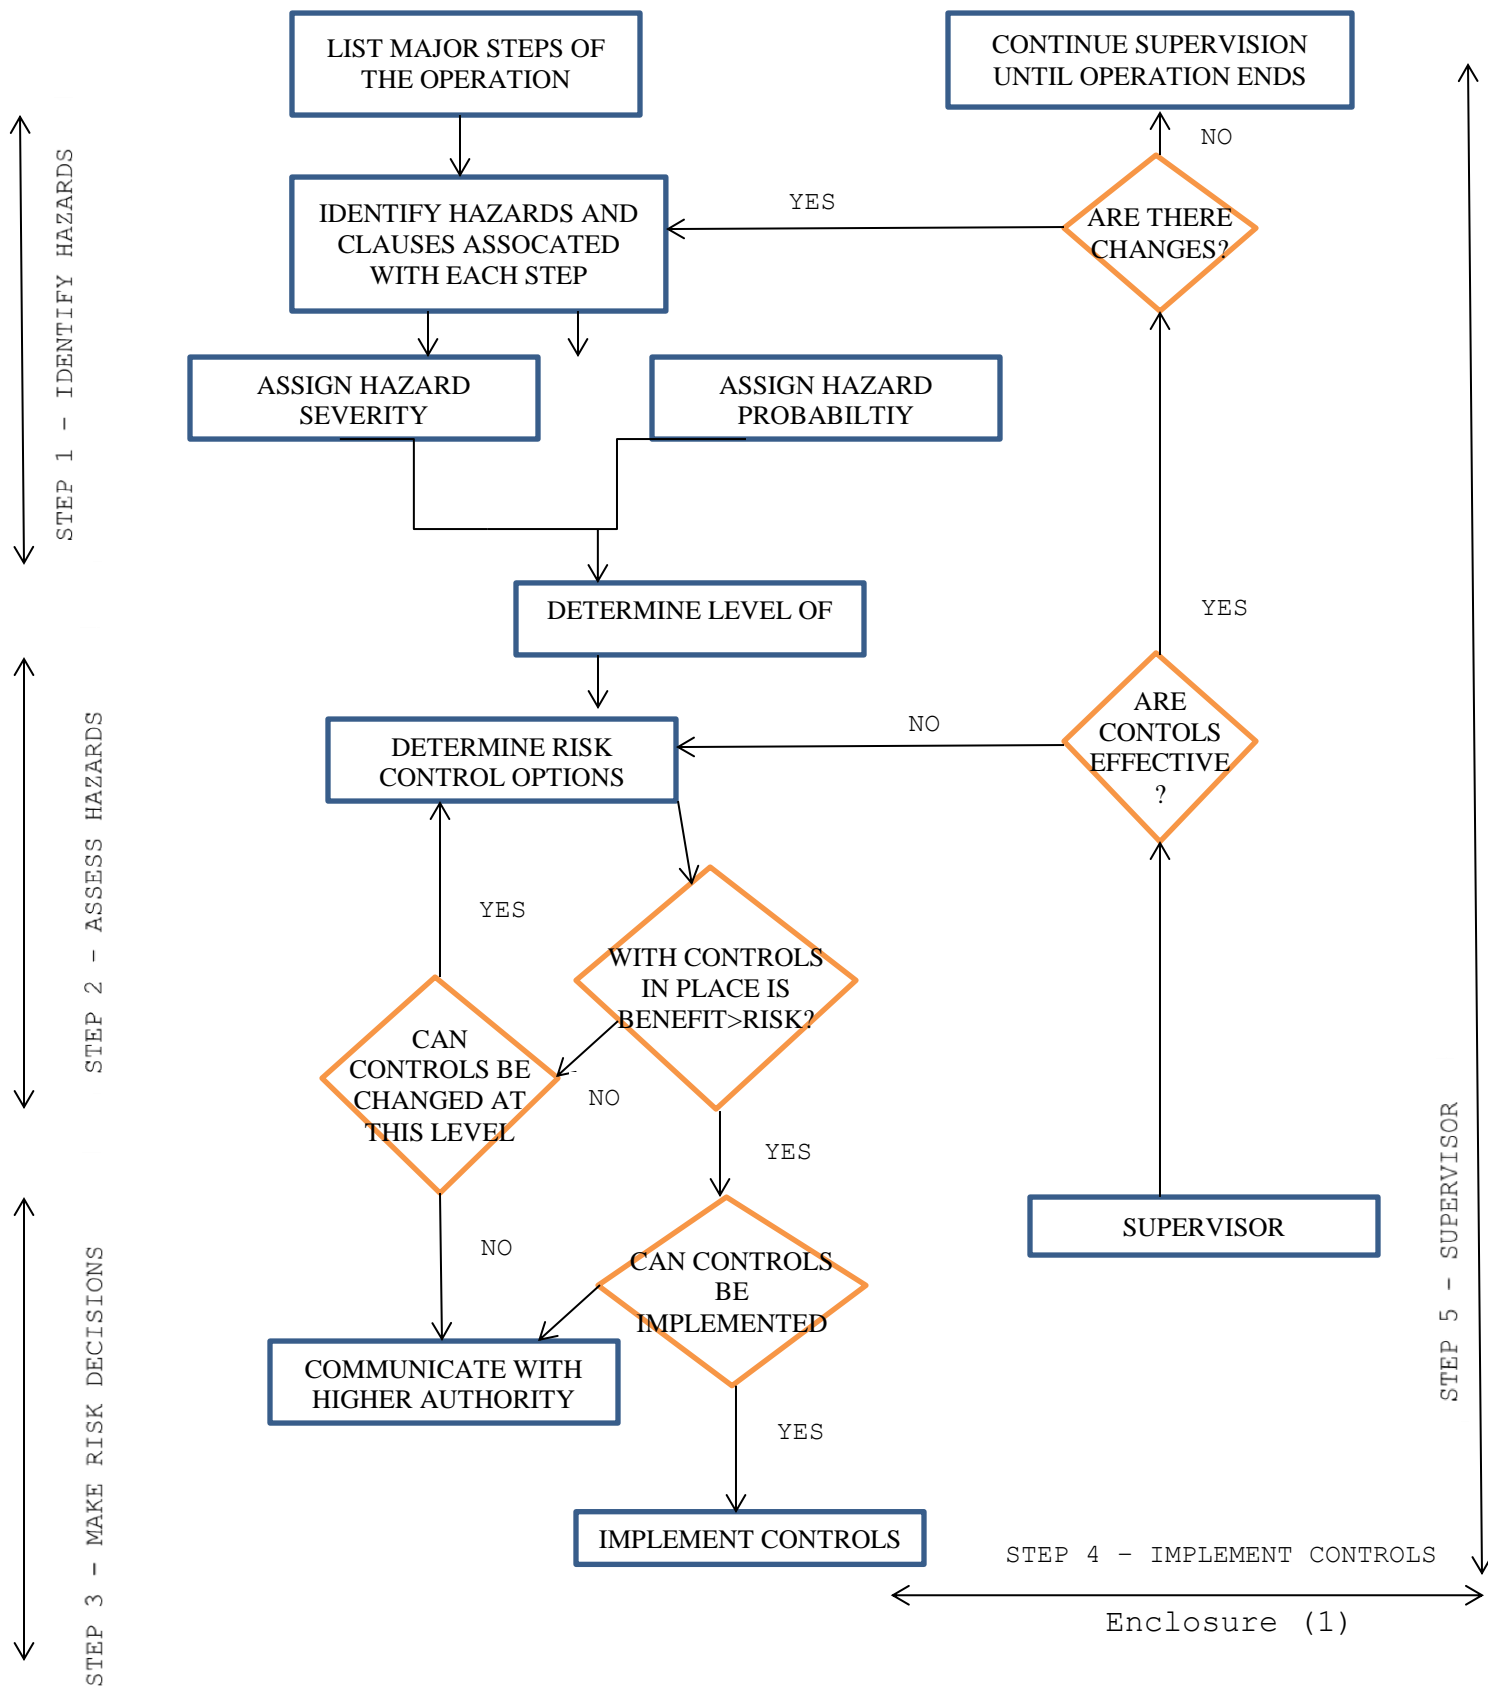 LIST MAJOR STEPS OF
THE OPERATION
CONTINUE SUPERVISION
UNTIL OPERATION ENDS
NO
STEP 1 – IDENTIFY HAZARDS
IDENTIFY HAZARDS AND
CLAUSES ASSOCATED
WITH EACH STEP
YES
ARE THERE
CHANGES?
ASSIGN HAZARD
SEVERITY
ASSIGN HAZARD
PROBABILTIY
DETERMINE LEVEL OF
YES
STEP 2 – ASSESS HAZARDS
DETERMINE RISK
CONTROL OPTIONS
NO
ARE
CONTOLS
EFFECTIVE
?
YES
WITH CONTROLS
IN PLACE IS
BENEFIT>RISK?
CAN
CONTROLS BE
CHANGED AT
THIS LEVEL
NO
YES
STEP 5 – SUPERVISOR
SUPERVISOR
STEP 3 – MAKE RISK DECISIONS
NO
CAN CONTROLS
BE
IMPLEMENTED
COMMUNICATE WITH
HIGHER AUTHORITY
YES
IMPLEMENT CONTROLS
STEP 4 – IMPLEMENT CONTROLS
Enclosure (1)